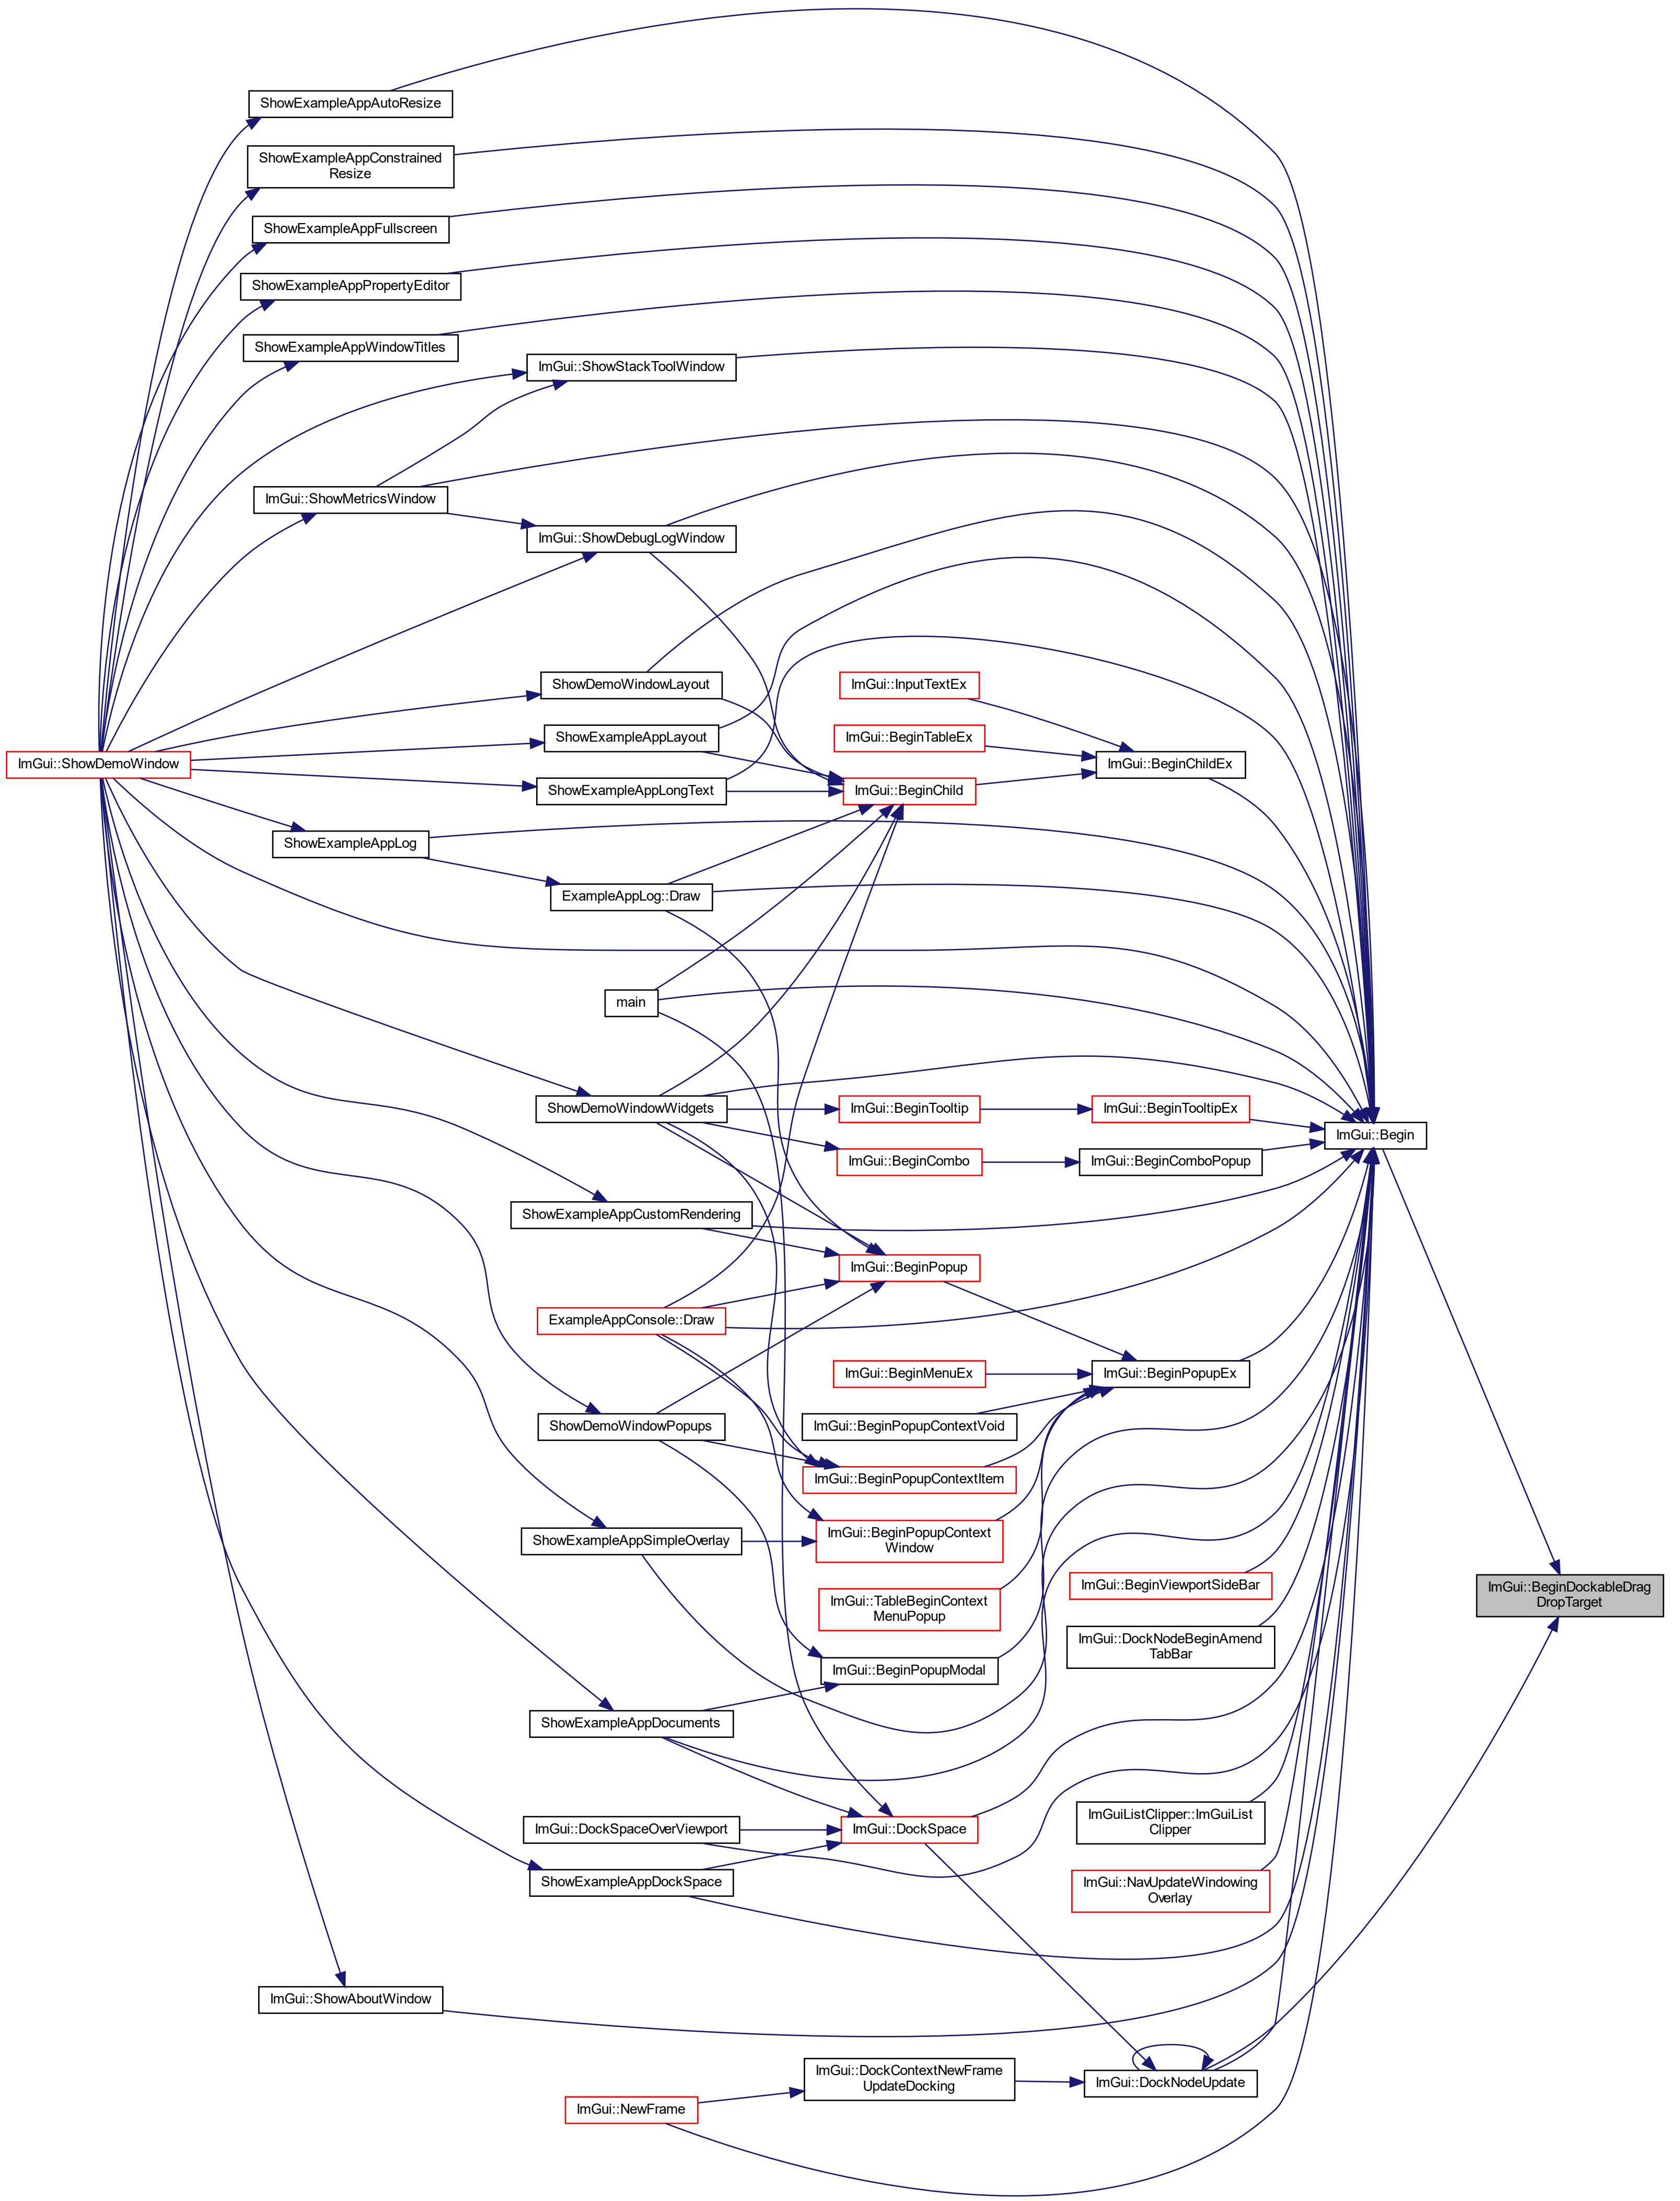 ShowExampleAppAutoResize
ShowExampleAppConstrained
Resize
ShowExampleAppFullscreen
ShowExampleAppPropertyEditor
ShowExampleAppWindowTitles
ImGui::ShowStackToolWindow
ImGui::ShowMetricsWindow
ImGui::ShowDebugLogWindow
ShowDemoWindowLayout
ImGui::InputTextEx
ShowExampleAppLayout
ImGui::BeginTableEx
ImGui::ShowDemoWindow
ImGui::BeginChildEx
ShowExampleAppLongText
ImGui::BeginChild
ShowExampleAppLog
ExampleAppLog::Draw
main
ShowDemoWindowWidgets
ImGui::BeginTooltip
ImGui::BeginTooltipEx
ImGui::Begin
ImGui::BeginCombo
ImGui::BeginComboPopup
ShowExampleAppCustomRendering
ImGui::BeginPopup
ExampleAppConsole::Draw
ImGui::BeginMenuEx
ImGui::BeginPopupEx
ShowDemoWindowPopups
ImGui::BeginPopupContextVoid
ImGui::BeginPopupContextItem
ShowExampleAppSimpleOverlay
ImGui::BeginPopupContext
Window
ImGui::BeginViewportSideBar
ImGui::BeginDockableDrag
DropTarget
ImGui::TableBeginContext
MenuPopup
ImGui::DockNodeBeginAmend
TabBar
ImGui::BeginPopupModal
ShowExampleAppDocuments
ImGuiListClipper::ImGuiList
Clipper
ImGui::DockSpaceOverViewport
ImGui::DockSpace
ShowExampleAppDockSpace
ImGui::NavUpdateWindowing
Overlay
ImGui::ShowAboutWindow
ImGui::DockContextNewFrame
UpdateDocking
ImGui::DockNodeUpdate
ImGui::NewFrame